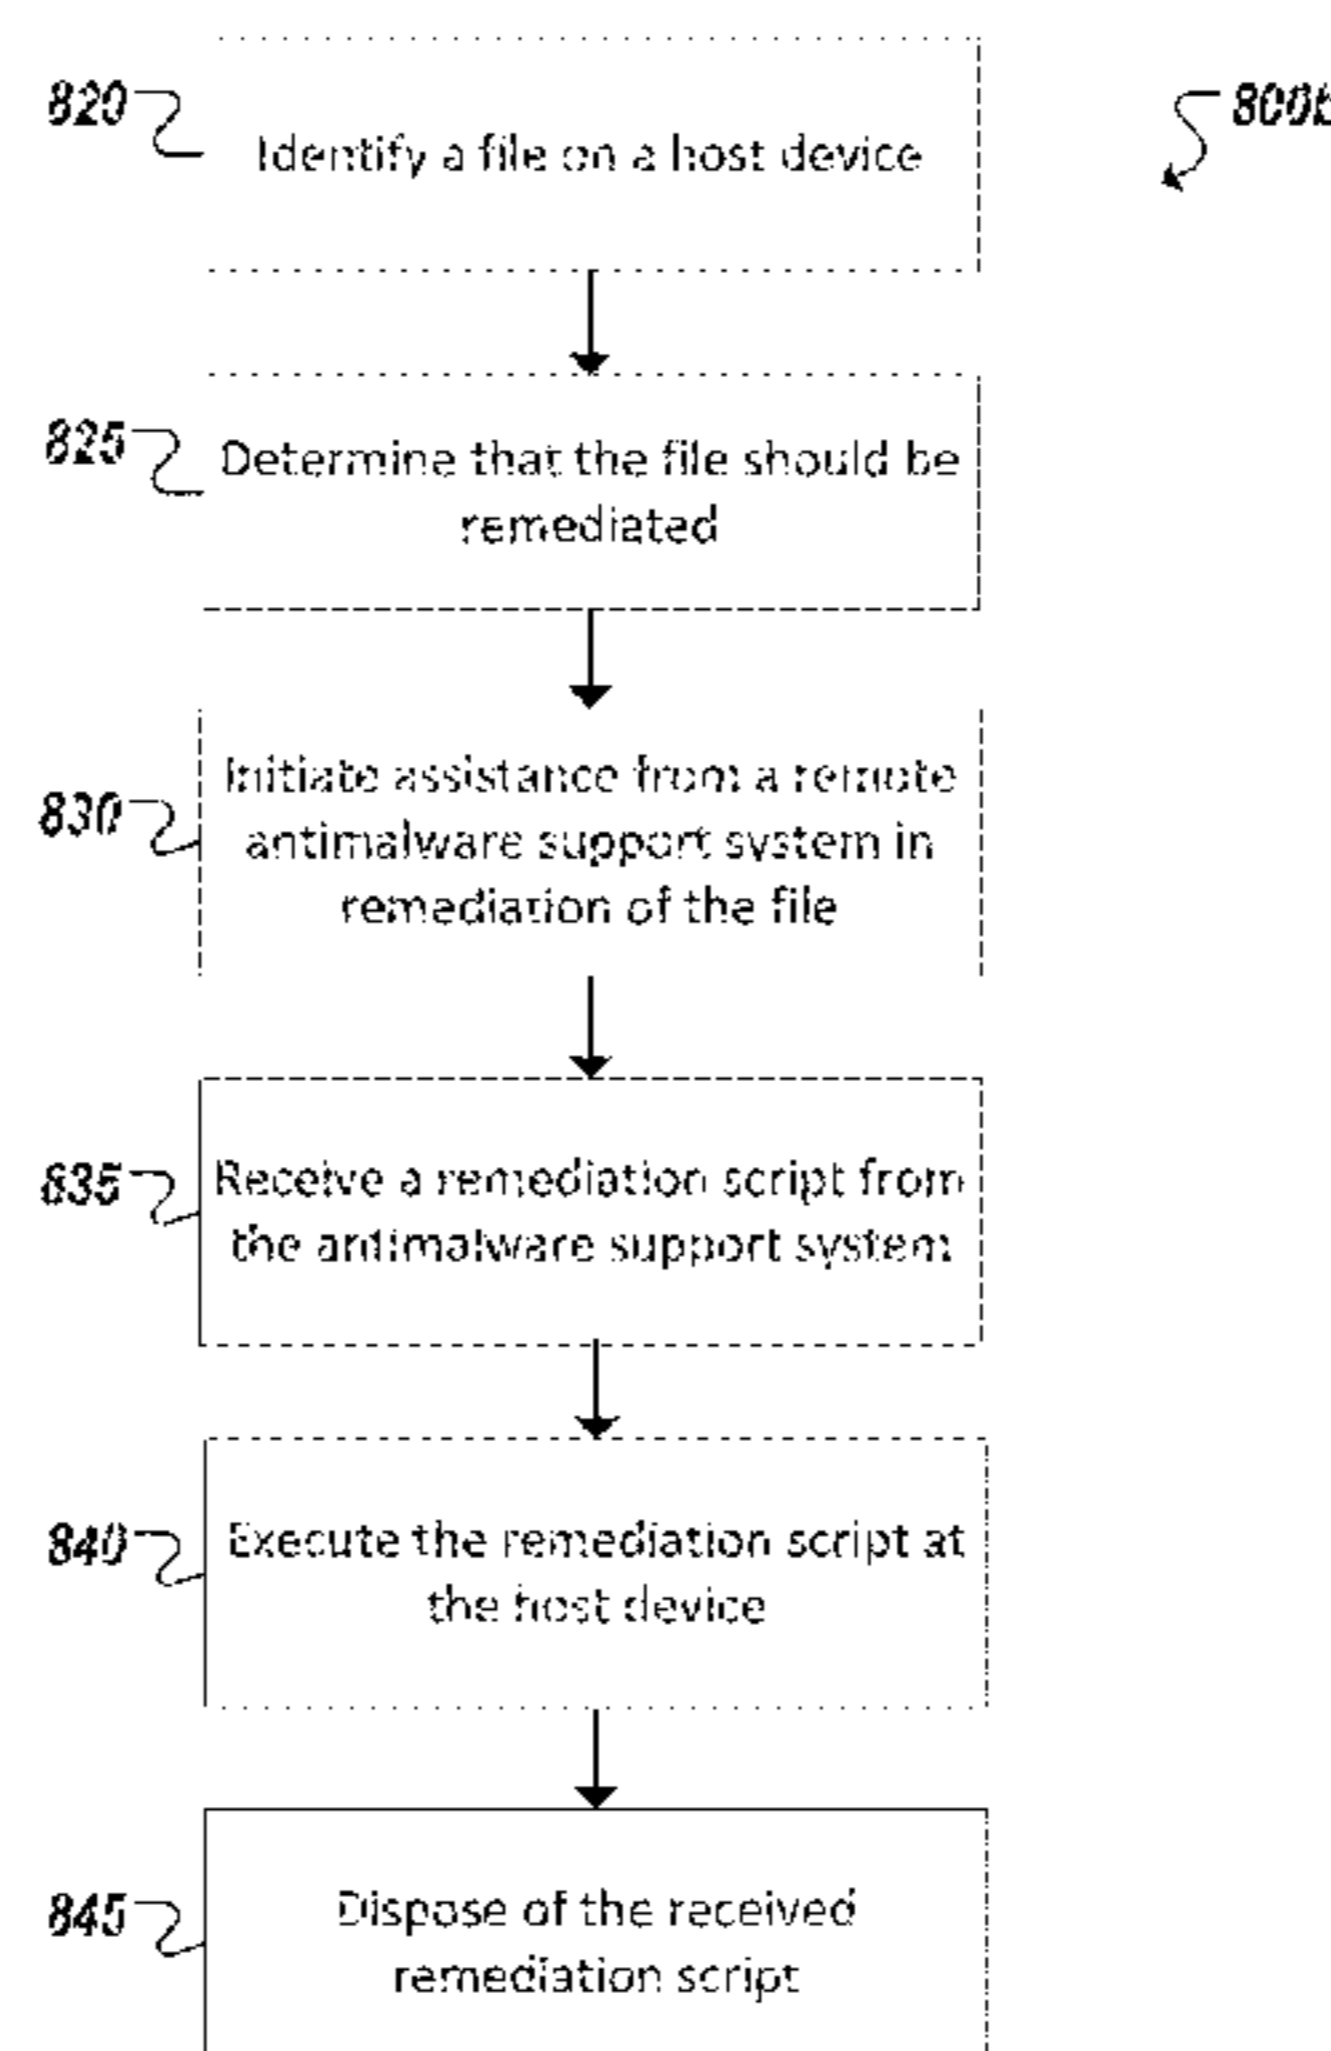 820
800b
Identify a file on a host device
825
Determine that the file should be
remediated
830
Initiate assistance from a remote
antimalware support system in
remediation of the file
835
Receive a remediation script from
the antimalware support system
840
Execute the remediation script at
the host device
845
Dispose of the received
remediation script